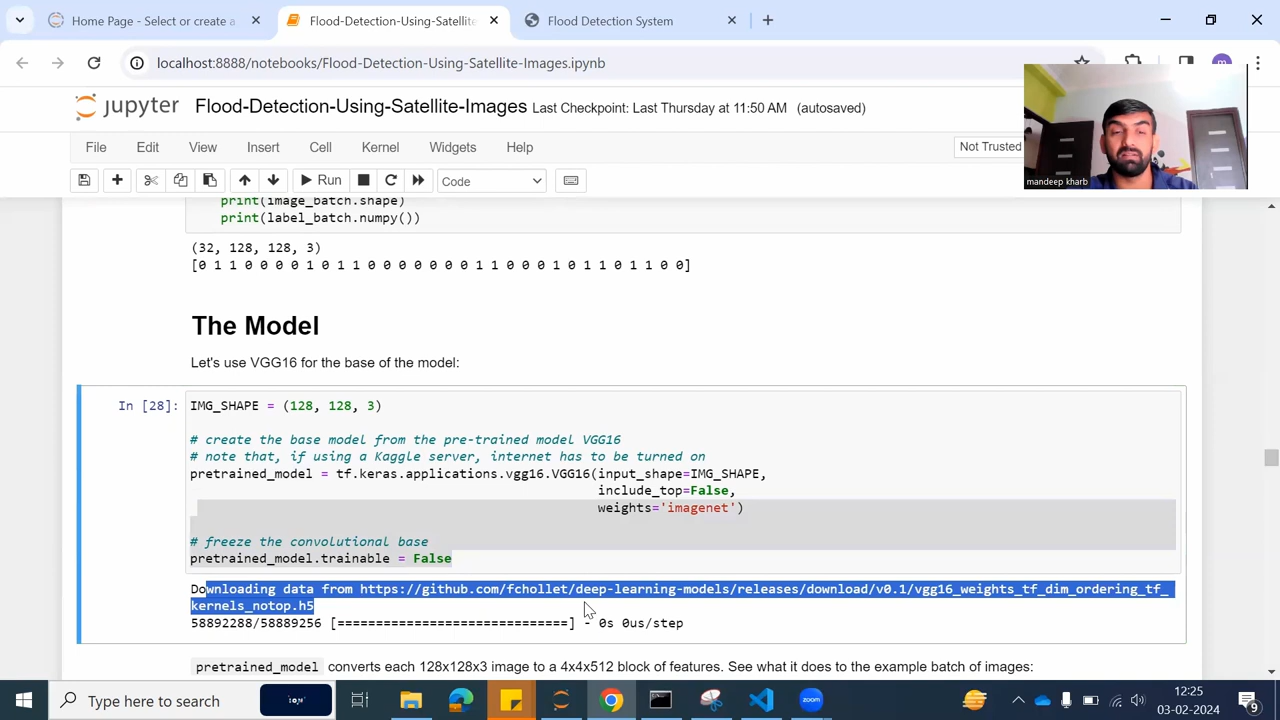 Home Page - Select or create a
Flood-Detection-Using-Satellite-
Flood Detection System
localhost:8888/notebooks/Flood-Detection-Using-Satellite-Images.ipynb
jupyter Flood-Detection-Using-Satellite-Images Last Checkpoint: Last Thursday at 11:50 AM (autosaved)
File Edit View Insert Cell Kernel Widgets Help
Not Trusted
mandeep kharb
Run
Code
print(image_batch.shape)
print(label_batch.numpy())
(32, 128, 128, 3)
[0 1 1 0 0 0 0 1 0 1 1 0 0 0 0 0 0 0 1 1 0 0 0 1 0 1 1 0 1 1 0 0]
The Model
Let's use VGG16 for the base of the model:
In [28]: IMG_SHAPE = (128, 128, 3)
# create the base model from the pre-trained model VGG16
# note that, if using a Kaggle server, internet has to be turned on
pretrained_model = tf.keras.applications.vgg16.VGG16(input_shape=IMG_SHAPE,
include_top=False,
weights='imagenet')
# freeze the convolutional base
pretrained_model.trainable = False
Downloading data from https://github.com/fchollet/deep-learning-models/releases/download/v0.1/vgg16_weights_tf_dim_ordering_tf_
kernels_notop.h5
58892288/58889256 [==============================] - 0s 0us/step
pretrained_model converts each 128x128x3 image to a 4x4x512 block of features. See what it does to the example batch of images:
Type here to search
zoom
12:25
03-02-2024
9